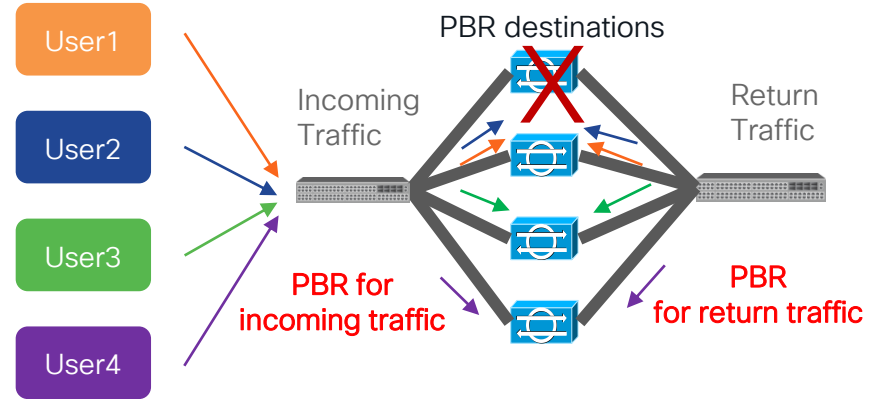 User1
PBR destinations
Incoming
Traffic
Return
Traffic
User2
User3
PBR for
incoming traffic
PBR
for return traffic
User4